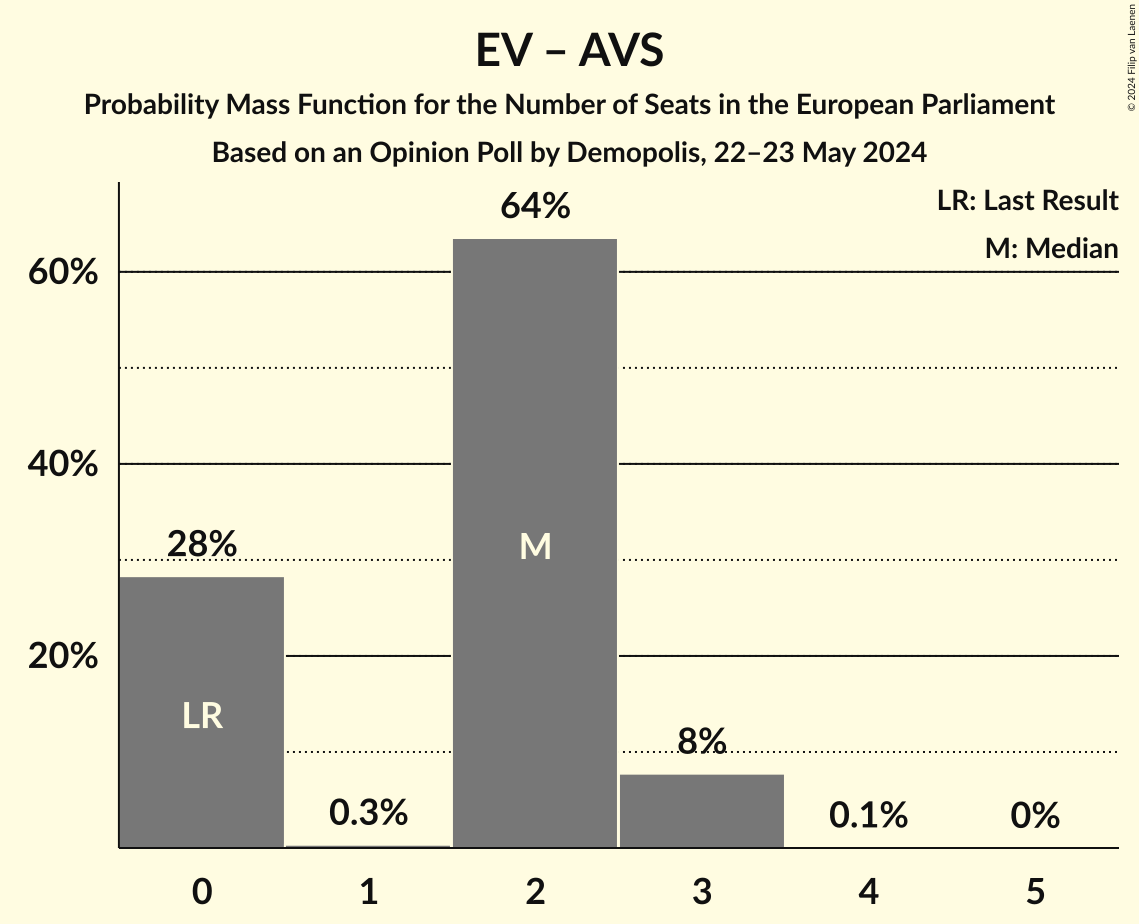 © 2024 Filip van Laenen
EV – AVS
Probability Mass Function for the Number of Seats in the European Parliament
Based on an Opinion Poll by Demopolis, 22–23 May 2024
LR: Last Result
M: Median
64%
60%
40%
28%
M
20%
LR
8%
0.3%
0.1%
0%
0 1 2 3 4 5